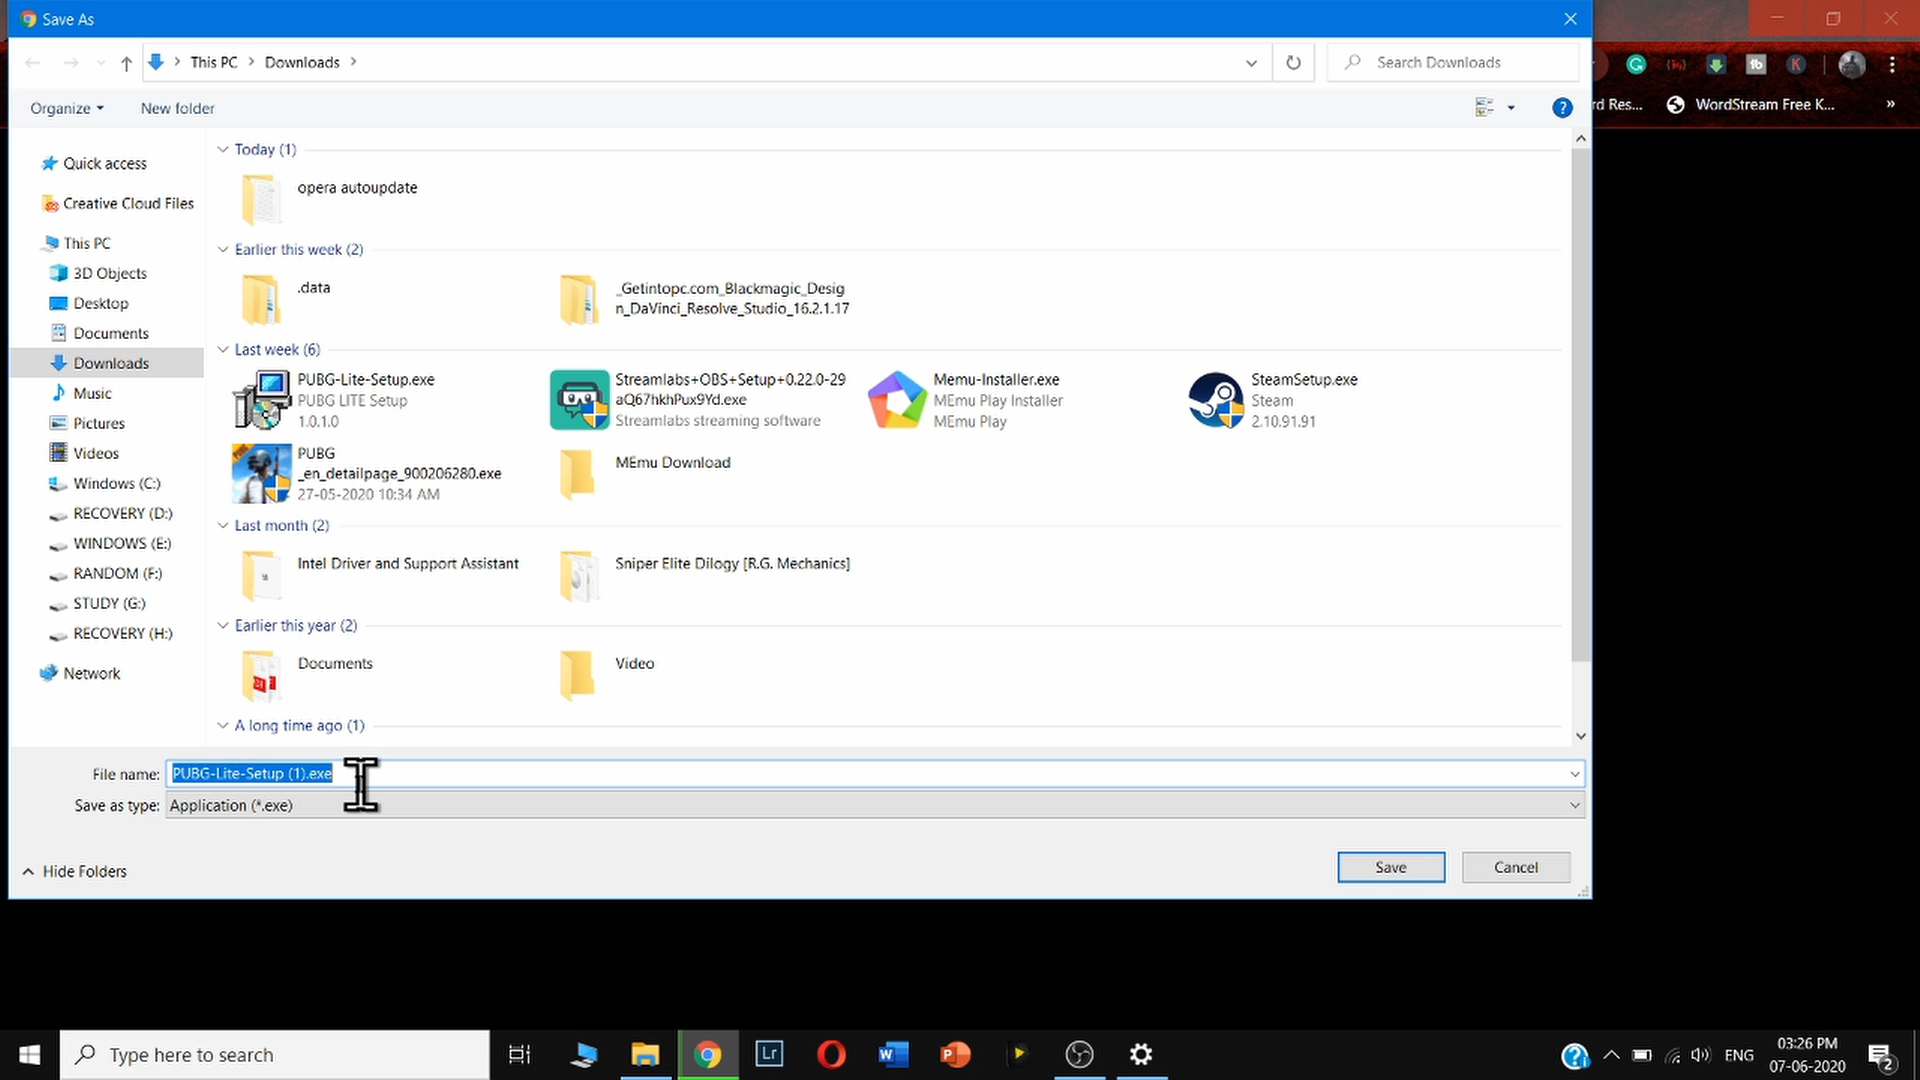 Save As
This PC > Downloads >
Search Downloads
Organize
New folder
rd Res...
WordStream Free K...
»
Quick access
Creative Cloud Files
This PC
3D Objects
Desktop
Documents
Downloads
Music
Pictures
Videos
Windows (C:)
RECOVERY (D:)
WINDOWS (E:)
RANDOM (F:)
STUDY (G:)
RECOVERY (H:)
Network
Today (1)
opera autoupdate
Earlier this week (2)
.data
_Getintopc.com_Blackmagic_Desig
n_DaVinci_Resolve_Studio_16.2.1.17
Last week (6)
PUBG-Lite-Setup.exe
PUBG LITE Setup
1.0.1.0
Streamlabs+OBS+Setup+0.22.0-29
aQ67hkhPux9Yd.exe
Streamlabs streaming software
Memu-Installer.exe
MEmu Play Installer
MEmu Play
SteamSetup.exe
Steam
2.10.91.91
PUBG
_en_detailpage_900206280.exe
27-05-2020 10:34 AM
MEmu Download
Last month (2)
Intel Driver and Support Assistant
Sniper Elite Dilogy [R.G. Mechanics]
Earlier this year (2)
Documents
Video
A long time ago (1)
File name: PUBG-Lite-Setup (1).exe
Save as type: Application (*.exe)
Hide Folders
Save
Cancel
Type here to search
Lr
ENG
03:26 PM
07-06-2020
2